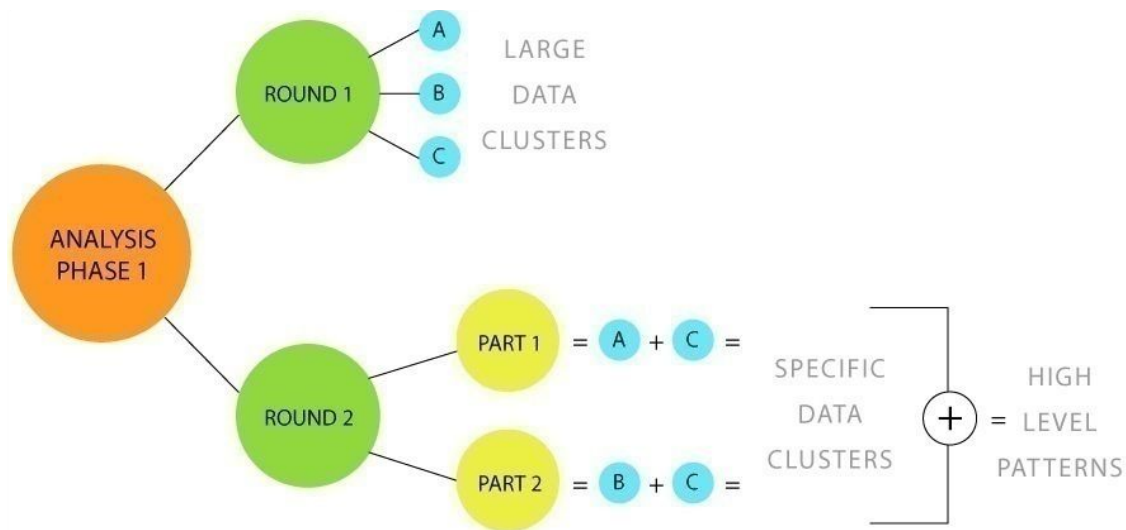 A
LARGE
ROUND 1
B
DATA
C
CLUSTERS
ANALYSIS
PHASE 1
PART 1 = A + C =
SPECIFIC
DATA
CLUSTERS
ROUND 2
PART 2 = B + C =
+ =
HIGH
LEVEL
PATTERNS